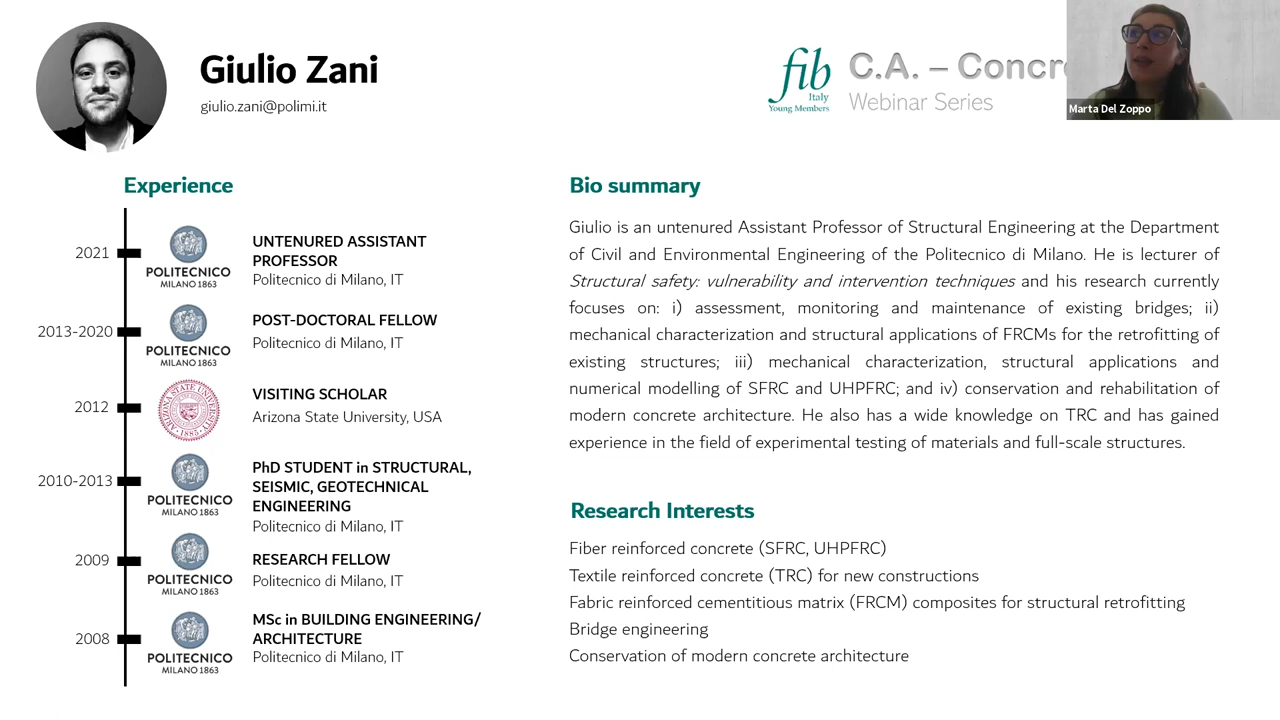 Giulio Zani
giulio.zani@polimi.it
fib
Italy
Young Members
C.A. – Concr
Webinar Series
Marta Del Zoppo
Experience
2021
POLITECNICO
MILANO 1863
UNTENURED ASSISTANT
PROFESSOR
Politecnico di Milano, IT
2013-2020
POLITECNICO
MILANO 1863
POST-DOCTORAL FELLOW
Politecnico di Milano, IT
2012
ARIZONA STATE UNIVERSITY
1885
VISITING SCHOLAR
Arizona State University, USA
2010-2013
POLITECNICO
MILANO 1863
PhD STUDENT in STRUCTURAL,
SEISMIC, GEOTECHNICAL
ENGINEERING
Politecnico di Milano, IT
2009
POLITECNICO
MILANO 1863
RESEARCH FELLOW
Politecnico di Milano, IT
2008
POLITECNICO
MILANO 1863
MSc in BUILDING ENGINEERING/
ARCHITECTURE
Politecnico di Milano, IT
Bio summary
Giulio is an untenured Assistant Professor of Structural Engineering at the Department
of Civil and Environmental Engineering of the Politecnico di Milano. He is lecturer of
Structural safety: vulnerability and intervention techniques and his research currently
focuses on: i) assessment, monitoring and maintenance of existing bridges; ii)
mechanical characterization and structural applications of FRCMs for the retrofitting of
existing structures; iii) mechanical characterization, structural applications and
numerical modelling of SFRC and UHPFRC; and iv) conservation and rehabilitation of
modern concrete architecture. He also has a wide knowledge on TRC and has gained
experience in the field of experimental testing of materials and full-scale structures.
Research Interests
Fiber reinforced concrete (SFRC, UHPFRC)
Textile reinforced concrete (TRC) for new constructions
Fabric reinforced cementitious matrix (FRCM) composites for structural retrofitting
Bridge engineering
Conservation of modern concrete architecture